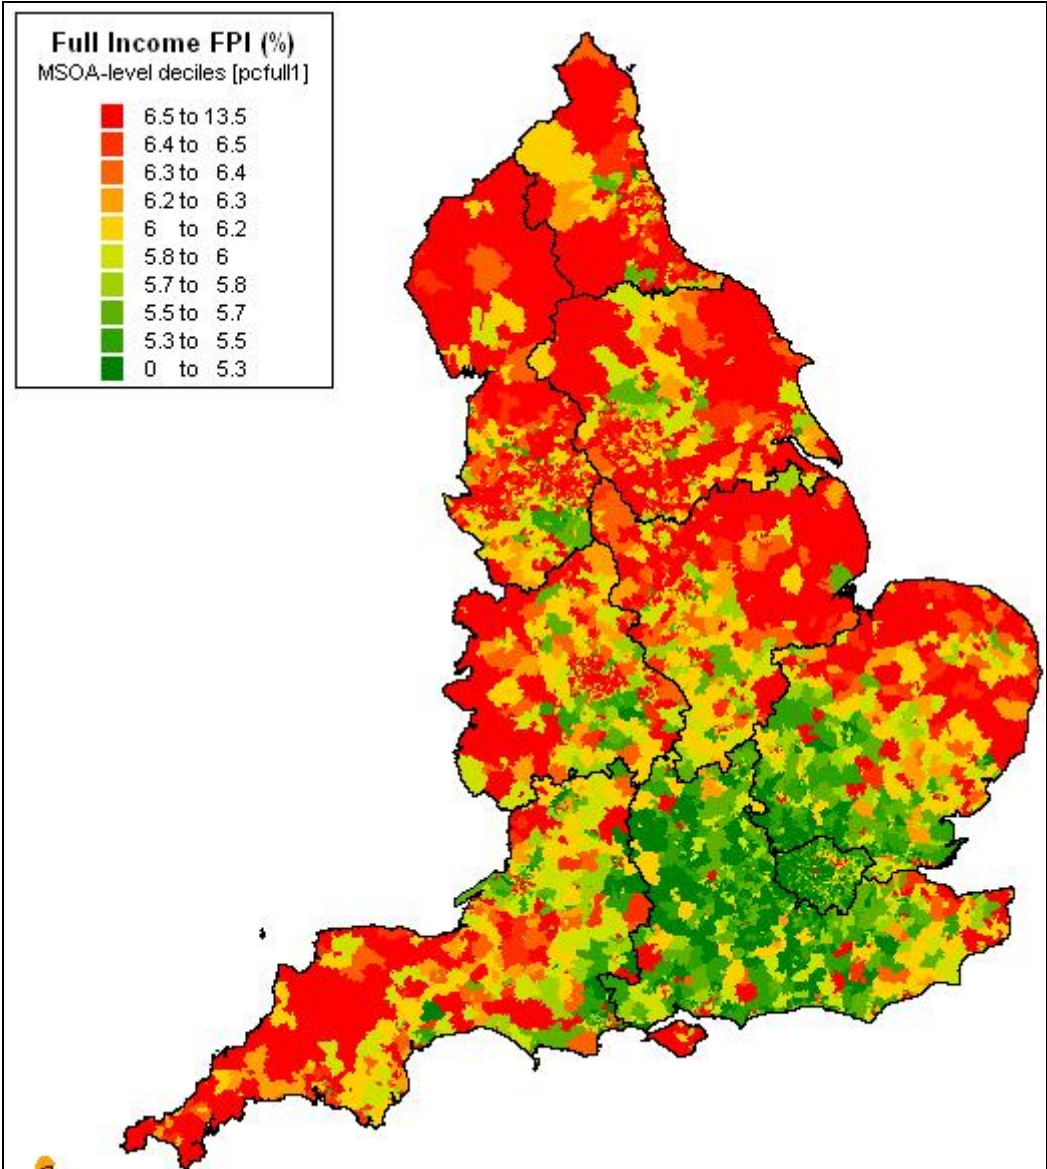 Full Income FPI (%)
MSOA-level deciles [pcfull1]
6.5 to 13.5
6.4 to 6.5
6.3 to 6.4
6.2 to 6.3
6 to 6.2
5.8 to 6
5.7 to 5.8
5.5 to 5.7
5.3 to 5.5
0 to 5.3